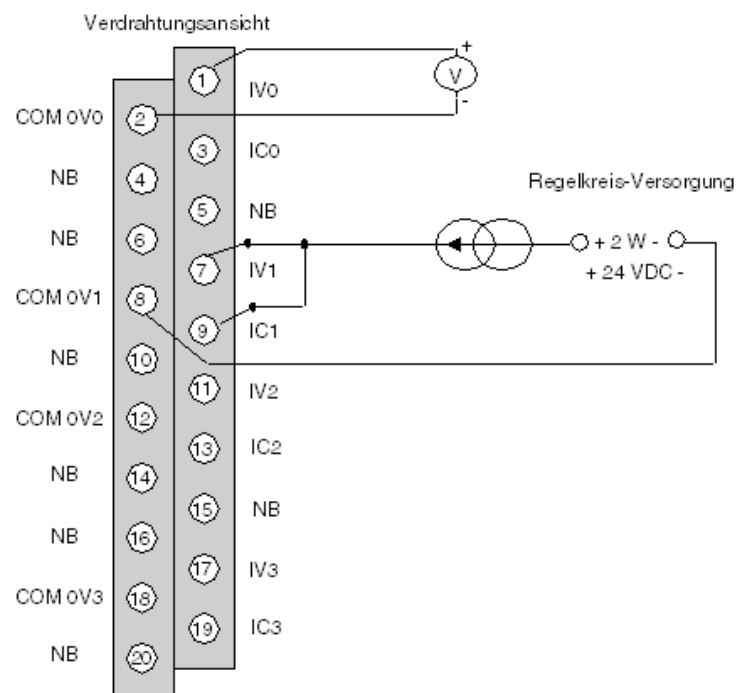 Verdrahtungsansicht
1
IV0
+
V
-
COM 0V0
2
3
IC0
NB
4
5
NB
Regelkreis-Versorgung
NB
6
7
IV1
+ 2 W -
+ 24 VDC -
COM 0V1
8
9
IC1
NB
10
11
IV2
COM 0V2
12
13
IC2
NB
14
15
NB
NB
16
17
IV3
COM 0V3
18
19
IC3
NB
20